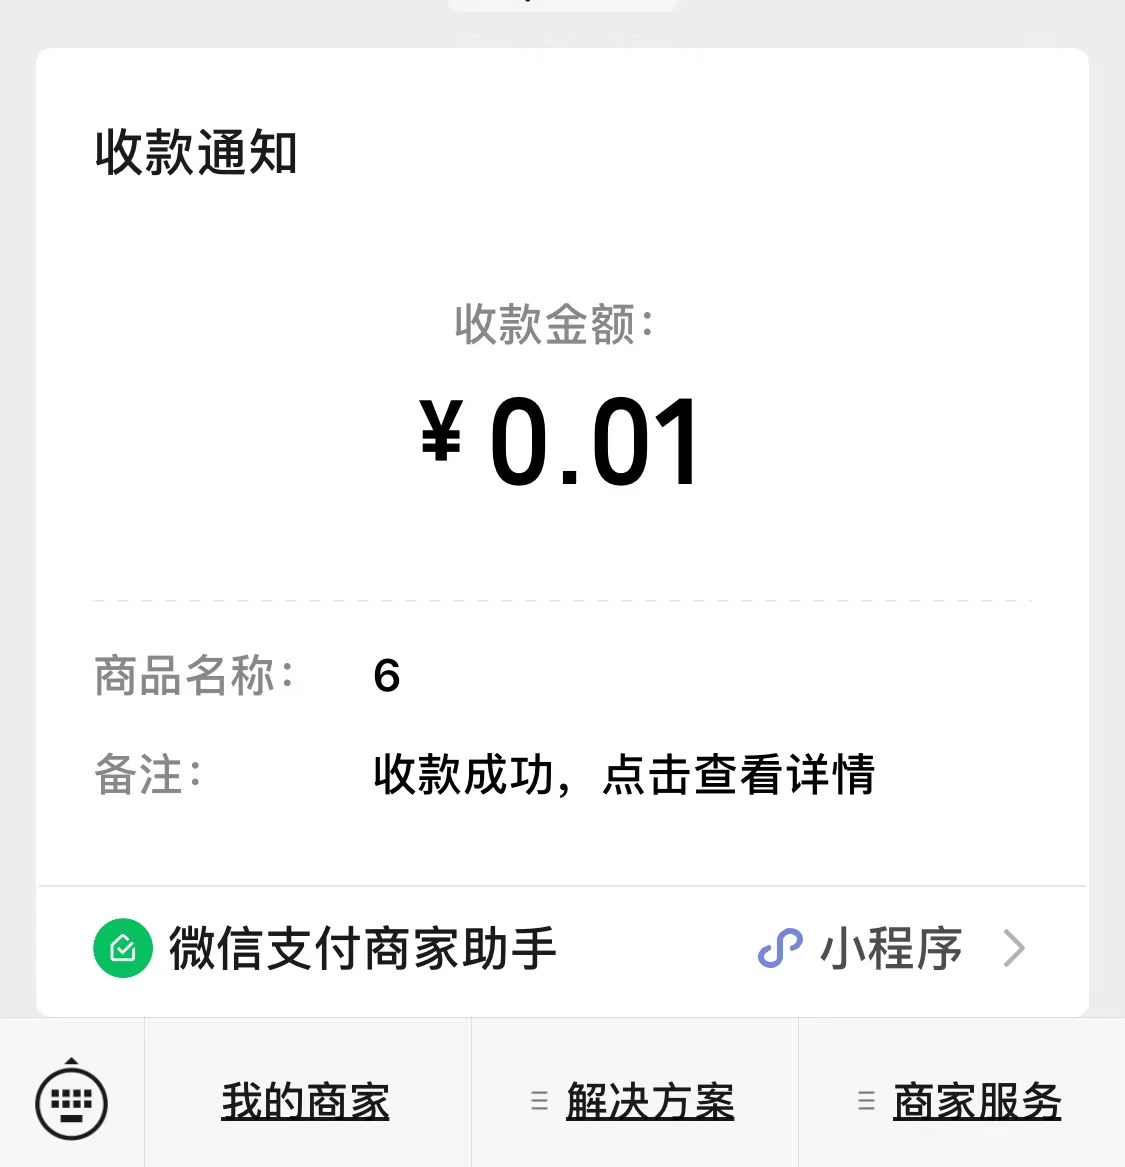 收款通知
收款金额：
¥0.01
商品名称： 6
备注： 收款成功，点击查看详情
微信支付商家助手 小程序
我的商家 解决方案 商家服务